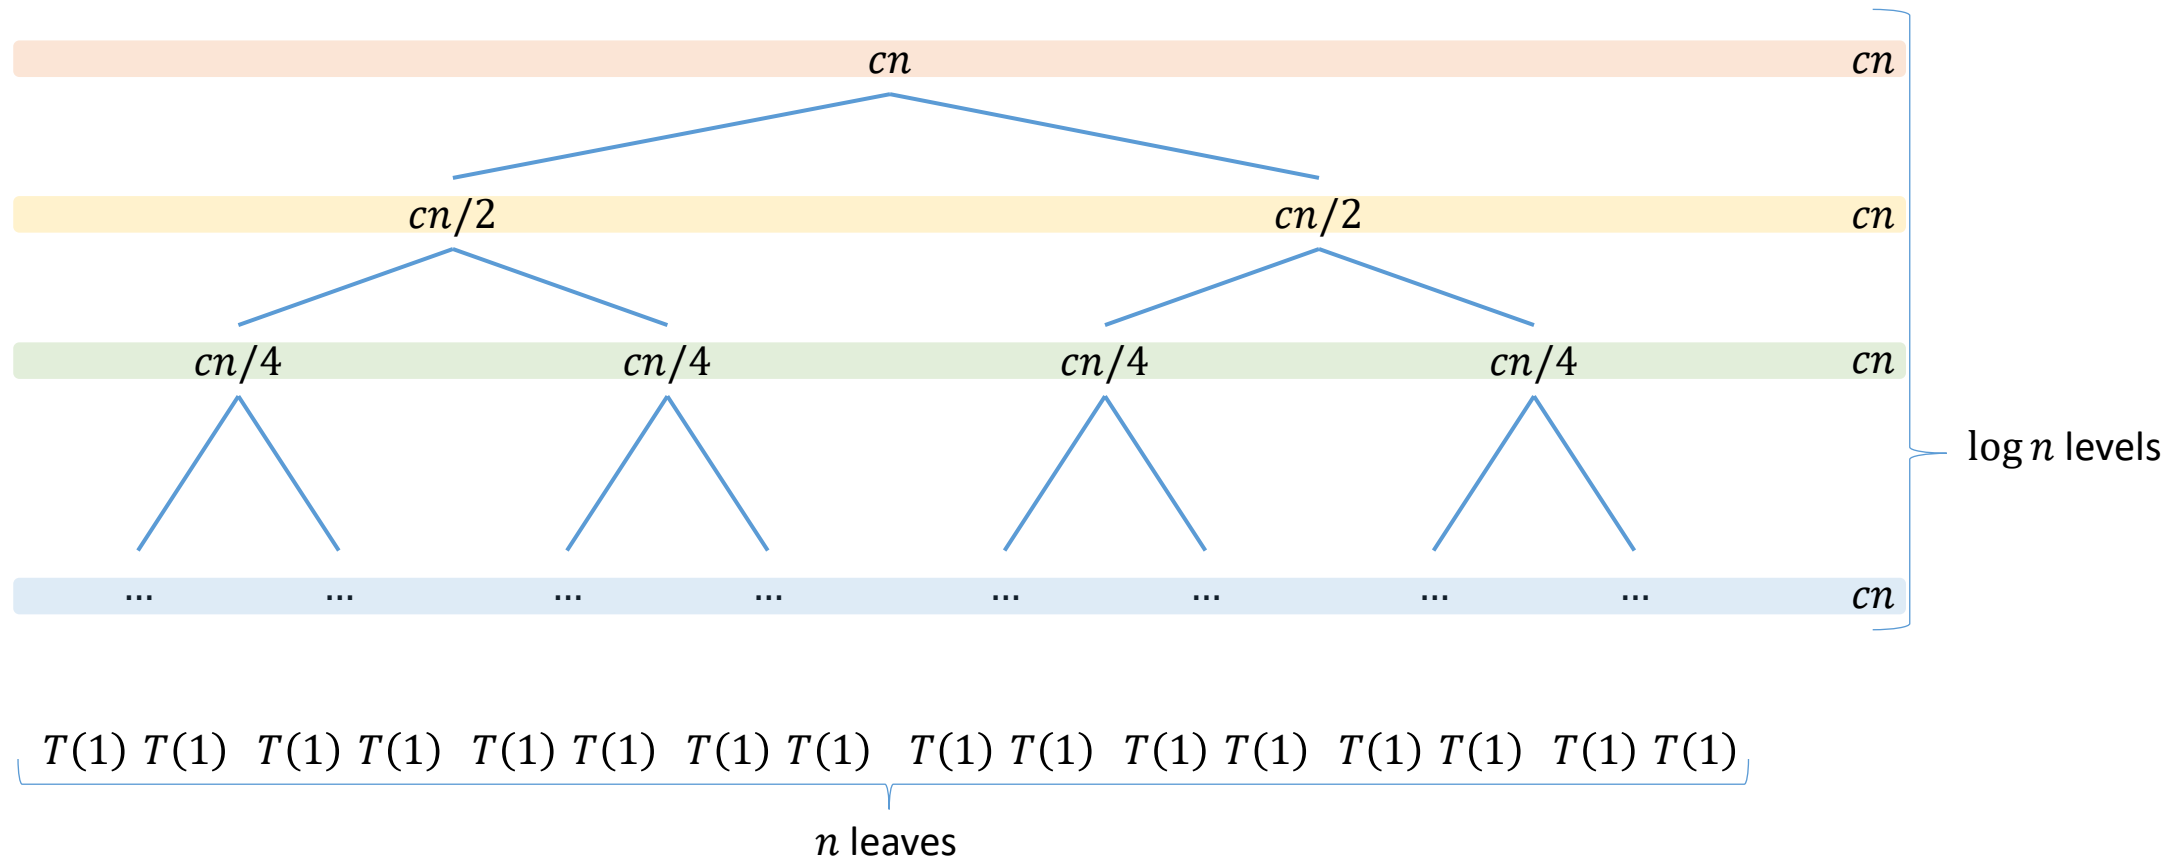 cn cn
cn/2 cn/2 cn
cn/4 cn/4 cn/4 cn/4 cn
log n levels
... ... ... ... ... ... ... ... cn
T(1) T(1) T(1) T(1) T(1) T(1) T(1) T(1) T(1) T(1) T(1) T(1) T(1) T(1) T(1) T(1)
n leaves